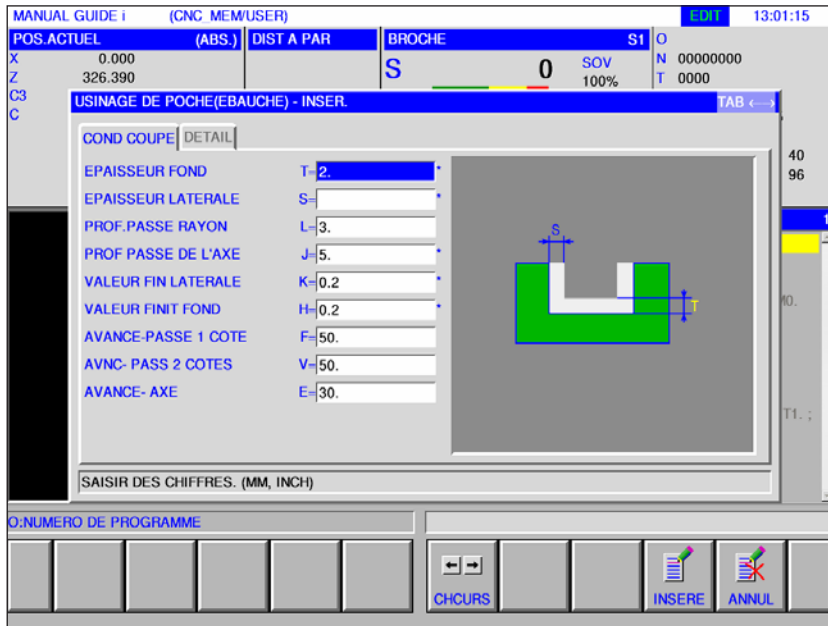 MANUAL GUIDE i (CNC_MEM/USER) EDIT 13:01:15
POS.ACTUEL (ABS.) DIST A PAR BROCHE S1 O
X 0.000 S 0 SOV 100% N 00000000
Z 326.390 T 0000
C3
C
USINAGE DE POCHE(EBAUCHE) - INSER. TAB ←→
COND COUPE DETAIL
EPAISSEUR FOND T=2. *
EPAISSEUR LATERALE S= *
PROF.PASSE RAYON L=3.
PROF PASSE DE L'AXE J=5. *
VALEUR FIN LATERALE K=0.2 *
VALEUR FINIT FOND H=0.2 *
AVANCE-PASSE 1 COTE F=50.
AVNC- PASS 2 COTES V=50.
AVANCE- AXE E=30.
S
T
40
96
1
M0.
T1. ;
SAISIR DES CHIFFRES. (MM, INCH)
O:NUMERO DE PROGRAMME
CHCURS INSERE ANNUL